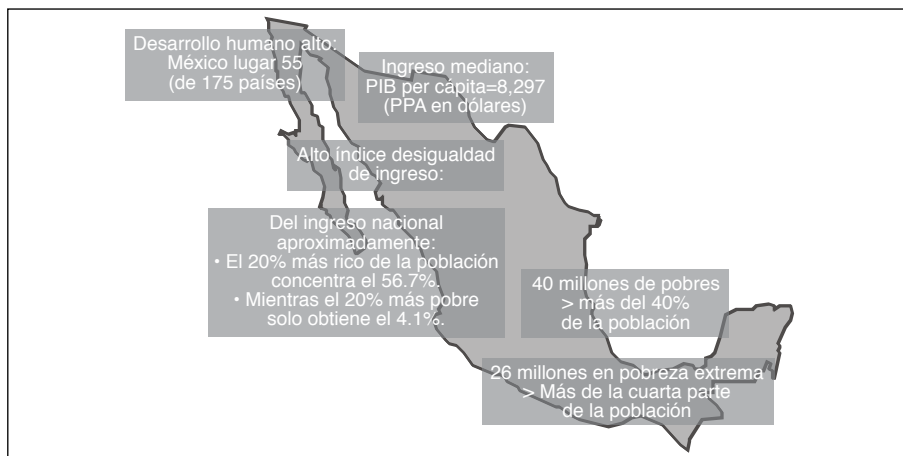 Desarrollo humano alto:
México lugar 55
(de 175 países)
Ingreso mediano:
PIB per cápita=8,297
(PPA en dólares)
Alto índice desigualdad
de ingreso:
Del ingreso nacional
aproximadamente:
• El 20% más rico de la población
concentra el 56.7%.
• Mientras el 20% más pobre
solo obtiene el 4.1%.
40 millones de pobres
> más del 40%
de la población
26 millones en pobreza extrema
> Más de la cuarta parte
de la población